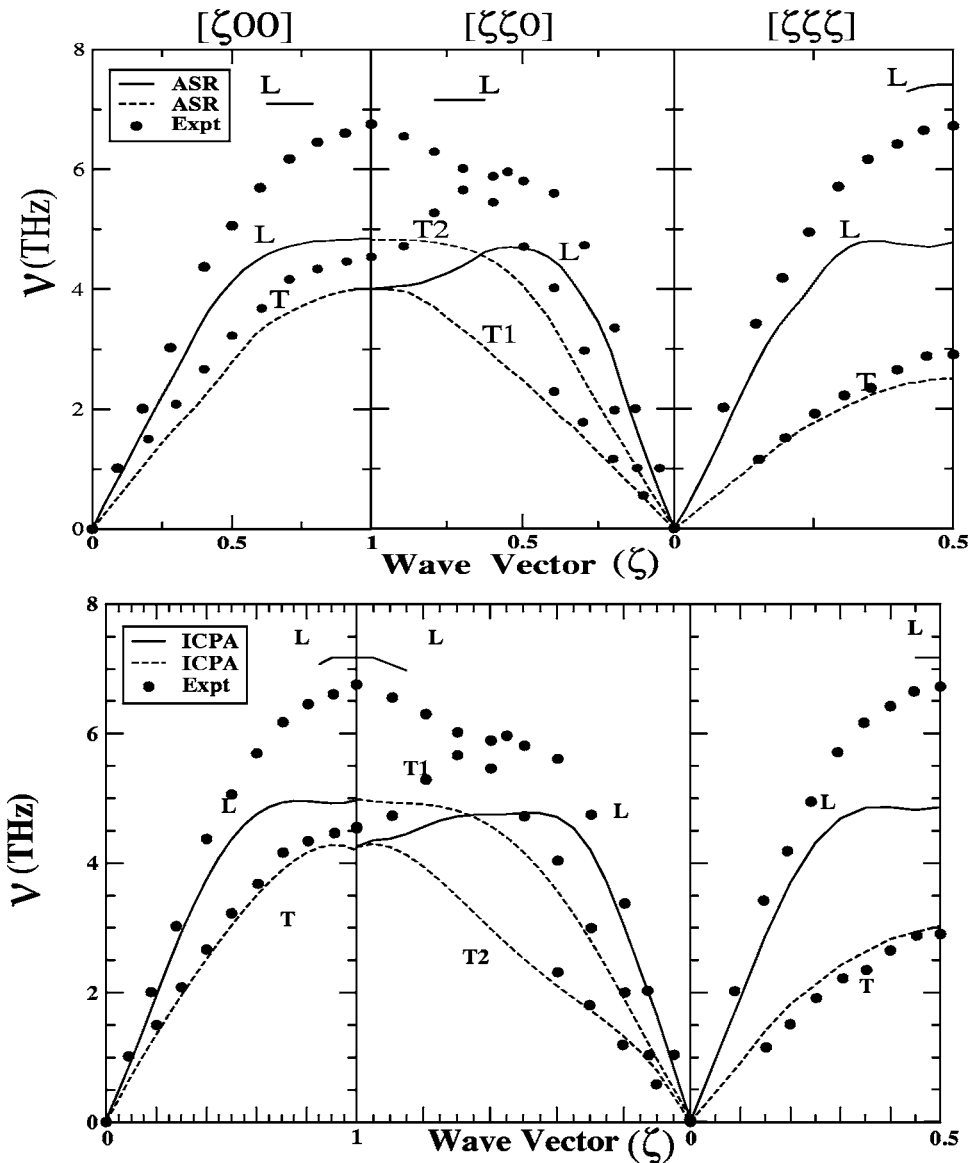 [ζ00] [ζζ0] [ζζζ]
8
ASR
ASR
Expt
L L L
6
L T2 L L
ν(THz)
4
T T1 T
2
0
0 0.5 1 0.5 0 0.25 0.5
Wave Vector (ζ)
8
ICPA
ICPA
Expt
L L L
6
T1
L L L
ν(THz)
4
T T2 T
2
0
0 1 0 0.5
Wave Vector (ζ)